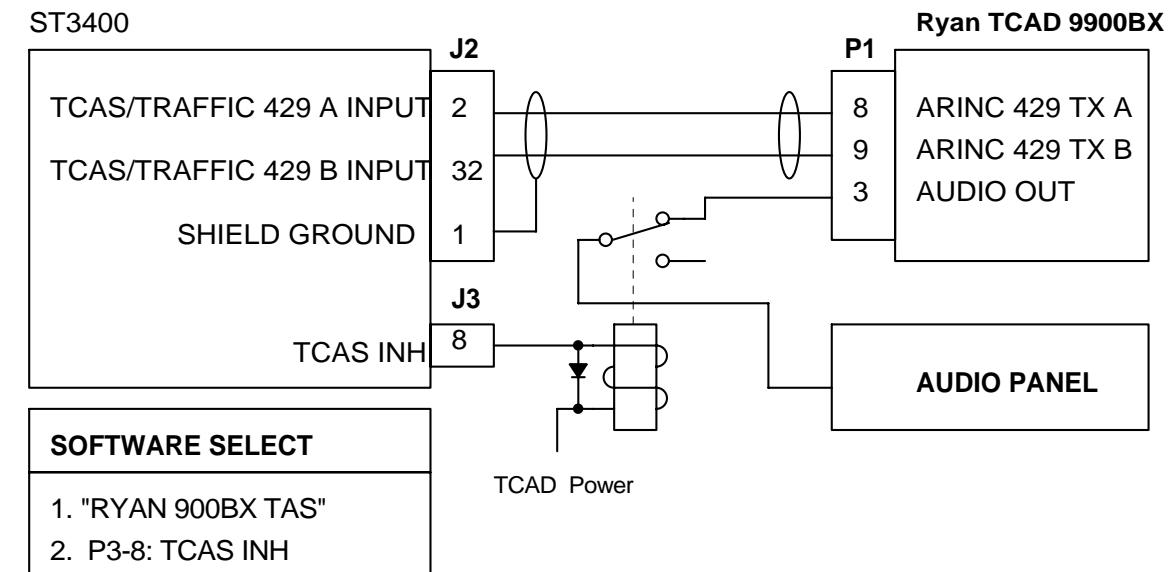 ST3400
Ryan TCAD 9900BX
J2
P1
TCAS/TRAFFIC 429 A INPUT
2
8
ARINC 429 TX A
TCAS/TRAFFIC 429 B INPUT
32
9
ARINC 429 TX B
3
AUDIO OUT
SHIELD GROUND
1
J3
TCAS INH
8
AUDIO PANEL
SOFTWARE SELECT
TCAD Power
1. "RYAN 900BX TAS"
2. P3-8: TCAS INH